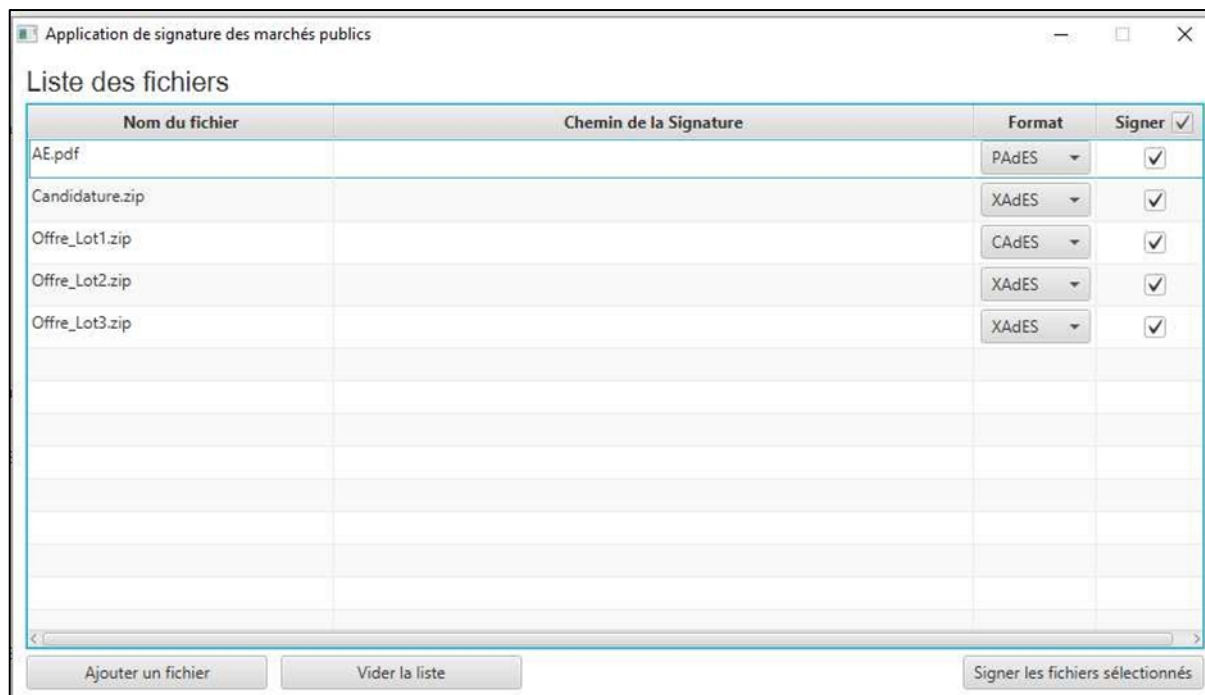 Application de signature des marchés publics
Liste des fichiers
Nom du fichier Chemin de la Signature Format Signer
AE.pdf PAdES
Candidature.zip XAdES
Offre_Lot1.zip CAdES
Offre_Lot2.zip XAdES
Offre_Lot3.zip XAdES
Ajouter un fichier Vider la liste Signer les fichiers sélectionnés